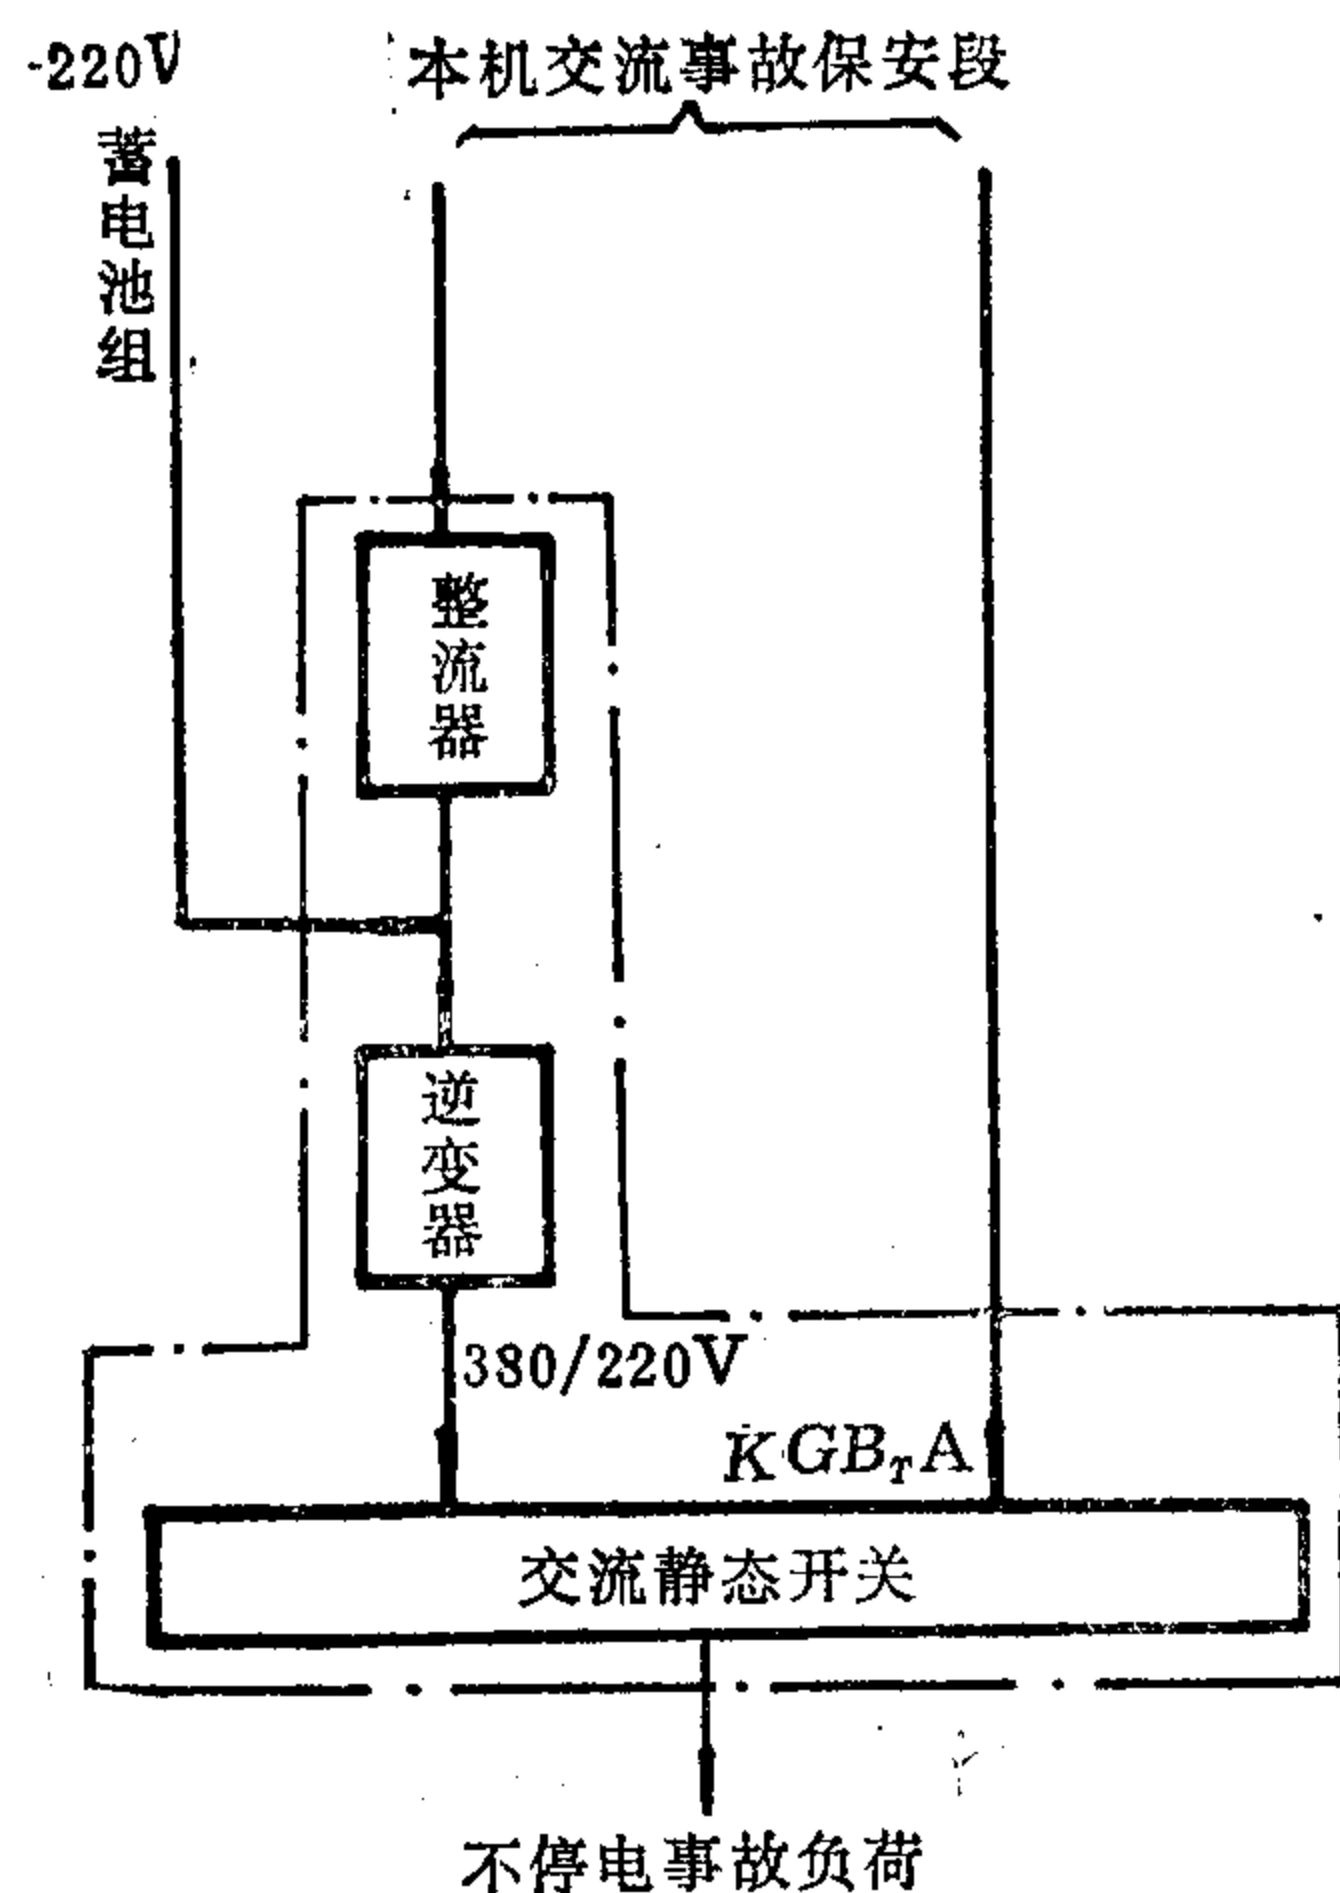 -220V
本机交流事故保安段
蓄电池组
整流器
逆变器
380/220V
KGB_TA
交流静态开关
不停电事故负荷